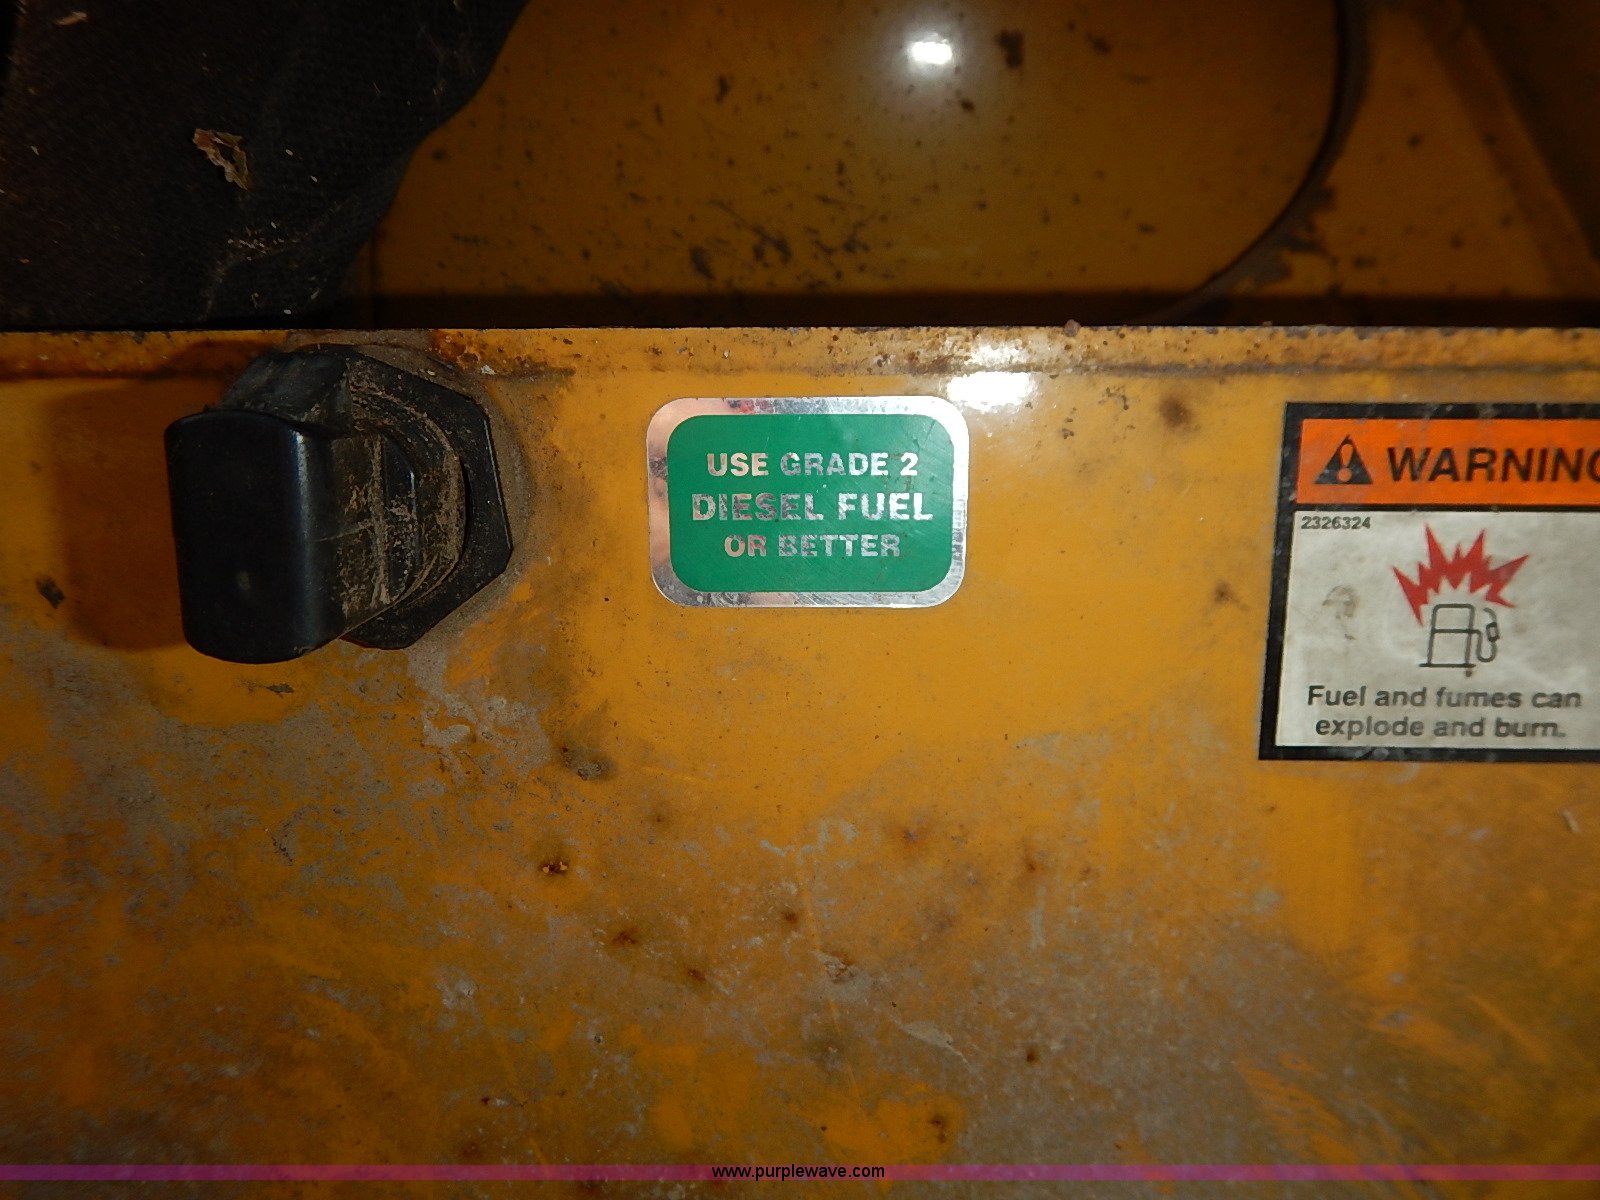 USE GRADE 2
DIESEL FUEL
OR BETTER
WARNING
2326324
Fuel and fumes can
explode and burn.
www.purplewave.com